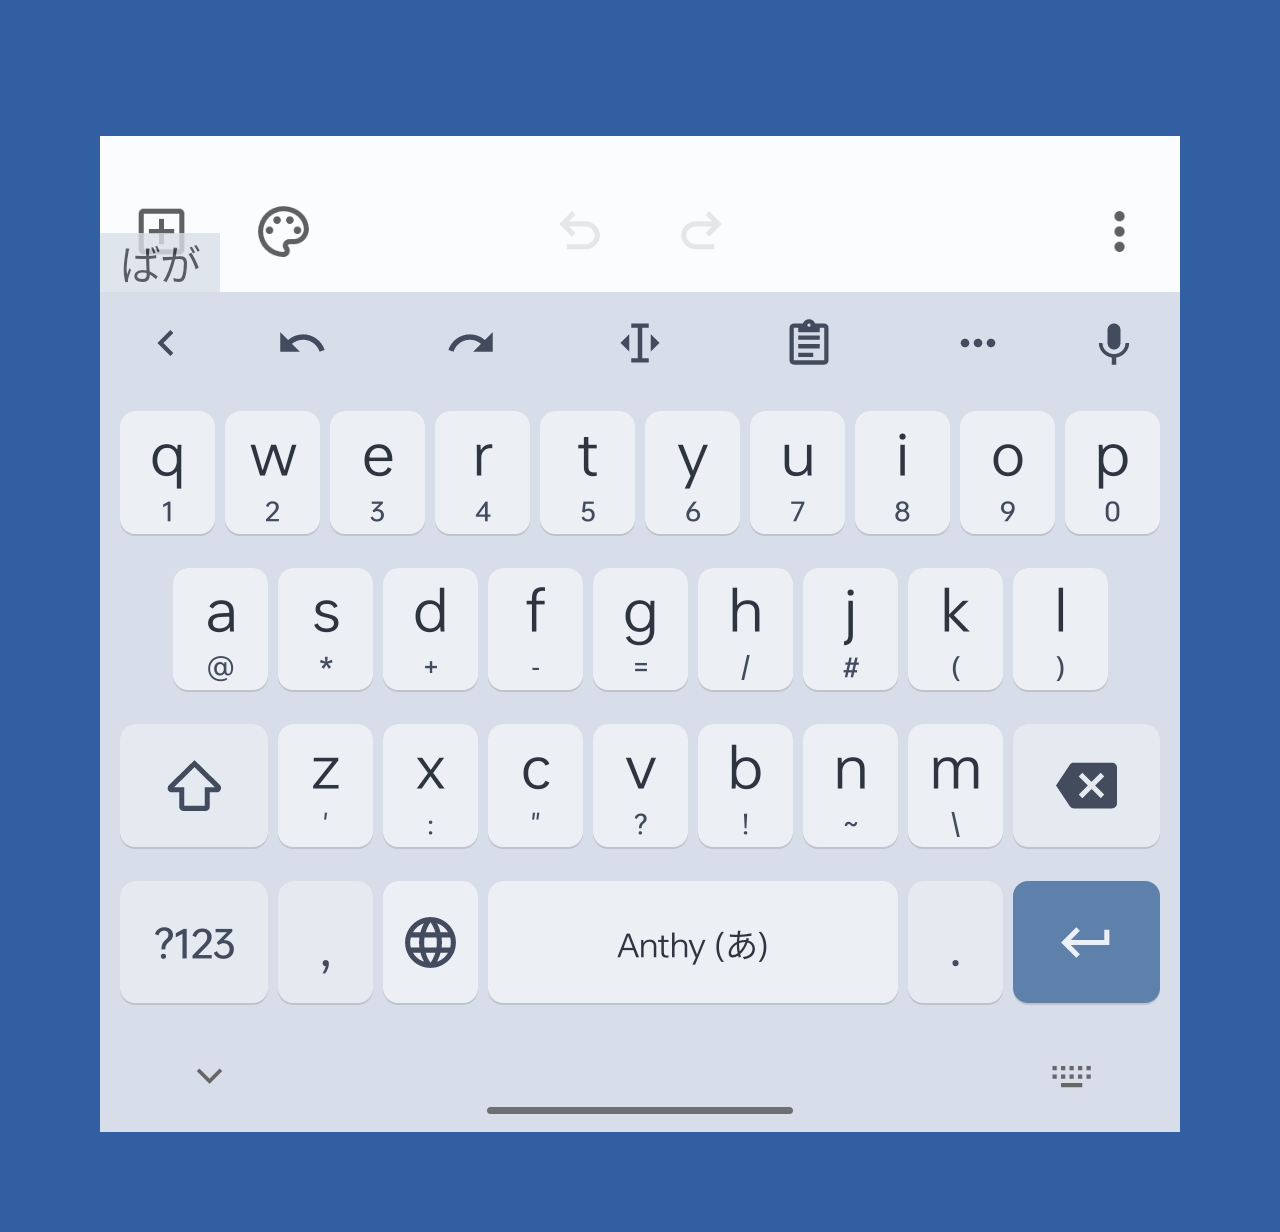 ばが
q w e r t y u i o p
1 2 3 4 5 6 7 8 9 0
a s d f g h j k l
@ * + - = / # ( )
z x c v b n m
' : " ? ! ~ \
?123 , Anthy (あ) .